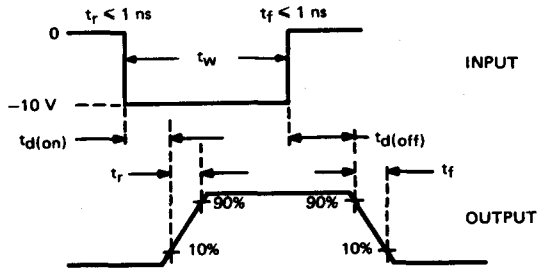 tr ≤ 1 ns tf ≤ 1 ns
0
tw
INPUT
−10 V
td(on) td(off)
tr tf
90% 90%
OUTPUT
10% 10%